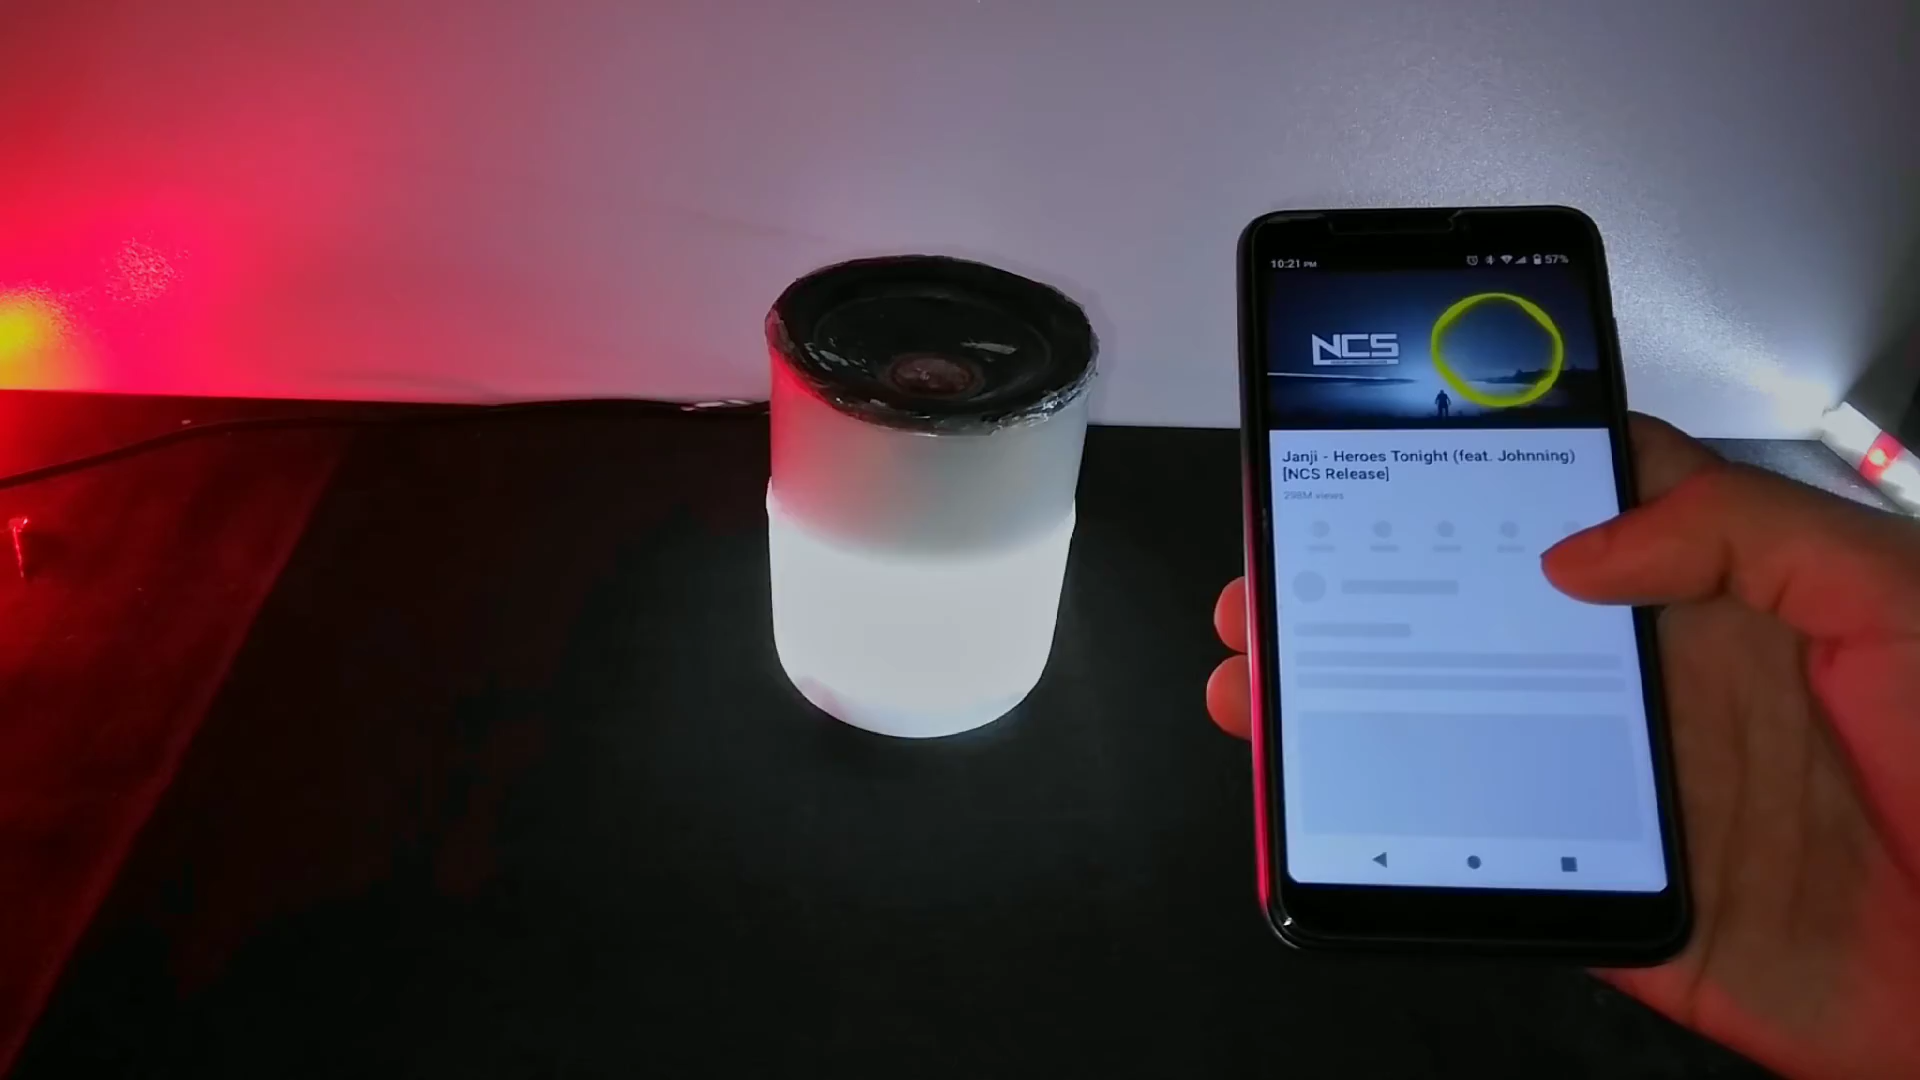 10:21 PM
57%
NCS
Janji - Heroes Tonight (feat. Johnning)
[NCS Release]
298M views